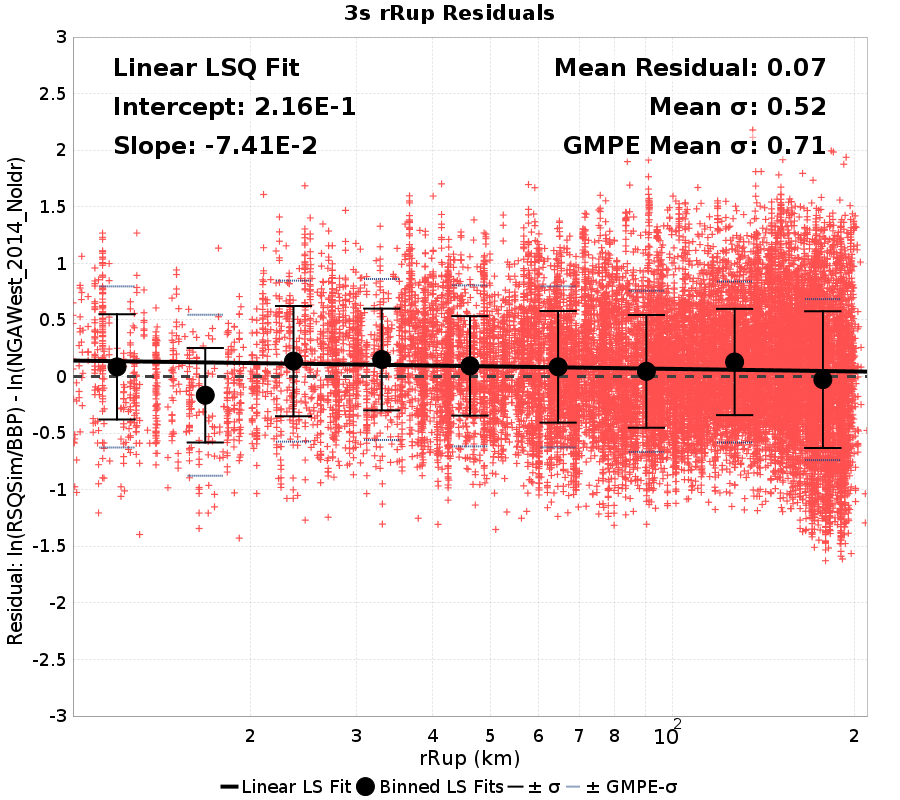 3s rRup Residuals
Linear LSQ Fit
Intercept: 2.16E-1
Slope: -7.41E-2
Mean Residual: 0.07
Mean σ: 0.52
GMPE Mean σ: 0.71
Residual: ln(RSQSim/BBP) - ln(NGAWest_2014_NoIdr)
3
2.5
2
1.5
1
0.5
0
-0.5
-1
-1.5
-2
-2.5
-3
2 3 4 5 6 7 8 10² 2
rRup (km)
Linear LS Fit Binned LS Fits ± σ ± GMPE-σ